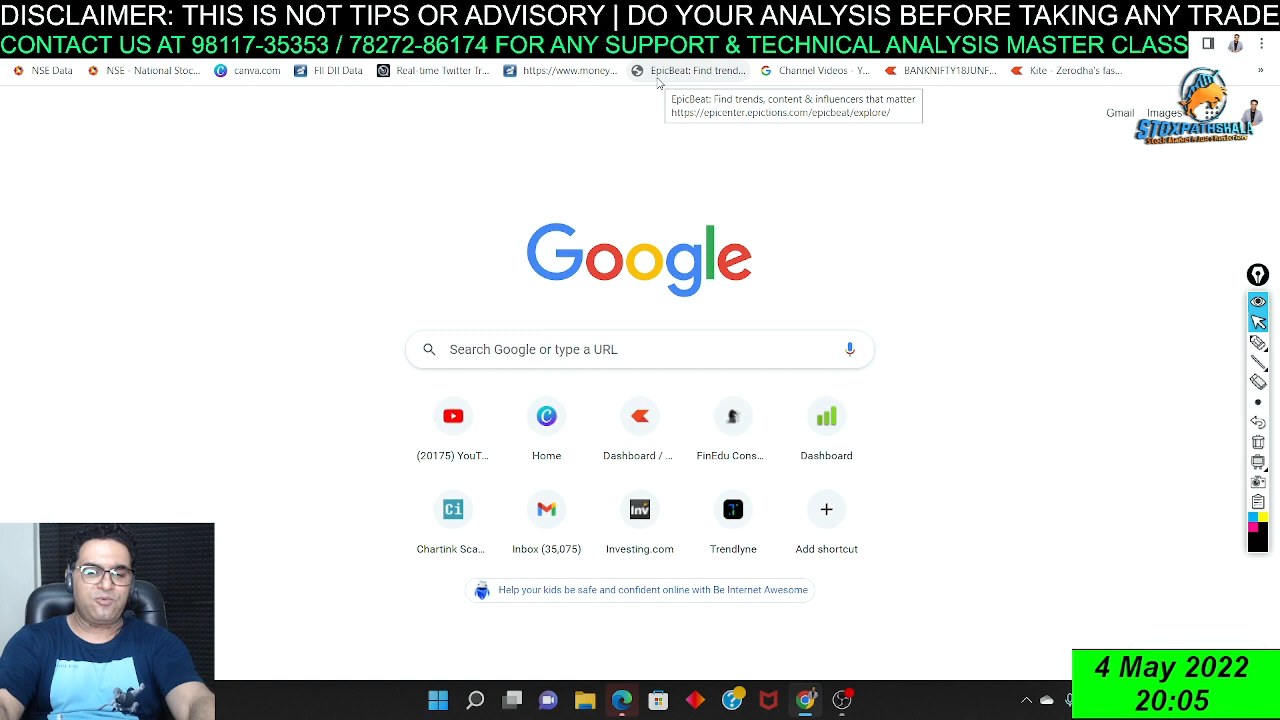 DISCLAIMER: THIS IS NOT TIPS OR ADVISORY | DO YOUR ANALYSIS BEFORE TAKING ANY TRADE
CONTACT US AT 98117-35353 / 78272-86174 FOR ANY SUPPORT & TECHNICAL ANALYSIS MASTER CLASS
NSE Data
NSE - National Stoc...
canva.com
FII DII Data
Real-time Twitter Tr...
https://www.money...
EpicBeat: Find trend...
Channel Videos - Y...
BANKNIFTY18JUNF...
Kite - Zerodha's fas...
»
EpicBeat: Find trends, content & influencers that matter
https://epicenter.epictions.com/epicbeat/explore/
Gmail
Images
STOXPATHSHALA
Google
Search Google or type a URL
(20175) YouT...
Home
Dashboard / ...
FinEdu Cons...
Dashboard
Ci
Inv
Chartink Sca...
Inbox (35,075)
Investing.com
Trendlyne
Add shortcut
Help your kids be safe and confident online with Be Internet Awesome
4 May 2022
20:05